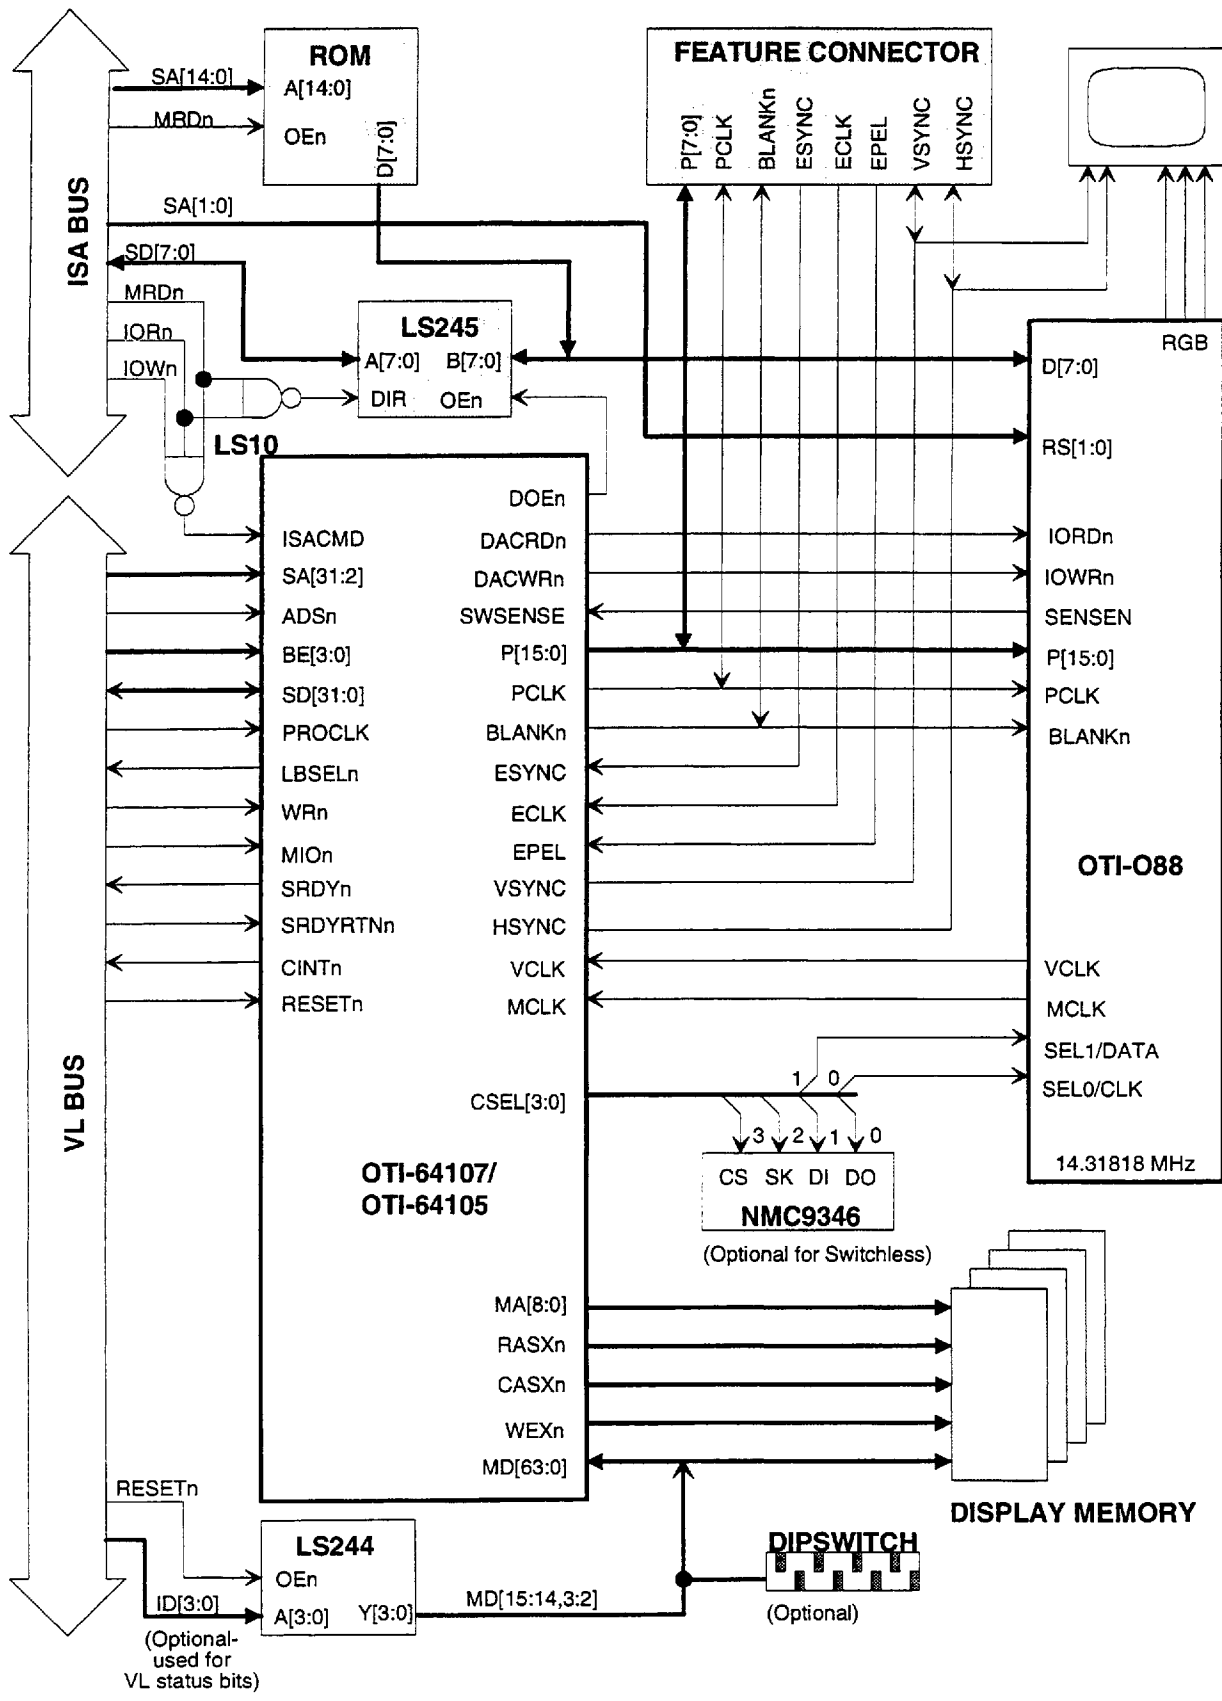 ROM
A[14:0]
OEn
D[7:0]
SA[14:0]
MRDn
FEATURE CONNECTOR
P[7:0]
PCLK
BLANKn
ESYNC
ECLK
EPEL
VSYNC
HSYNC
ISA BUS
SA[1:0]
SD[7:0]
MRDn
IORn
IOWn
LS245
A[7:0] B[7:0]
DIR OEn
LS10
RGB
D[7:0]
RS[1:0]
IORDn
IOWRn
SENSEN
P[15:0]
PCLK
BLANKn
OTI-O88
VCLK
MCLK
SEL1/DATA
SEL0/CLK
14.31818 MHz
VL BUS
ISACMD
SA[31:2]
ADSn
BE[3:0]
SD[31:0]
PROCLK
LBSELn
WRn
MIOn
SRDYn
SRDYRTNn
CINTn
RESETn
DOEn
DACRDn
DACWRn
SWSENSE
P[15:0]
PCLK
BLANKn
ESYNC
ECLK
EPEL
VSYNC
HSYNC
VCLK
MCLK
CSEL[3:0]
OTI-64107/
OTI-64105
MA[8:0]
RASXn
CASXn
WEXn
MD[63:0]
1 0
3 2 1 0
CS SK DI DO
NMC9346
(Optional for Switchless)
DISPLAY MEMORY
RESETn
LS244
OEn
A[3:0] Y[3:0]
ID[3:0]
(Optional-
used for
VL status bits)
MD[15:14,3:2]
DIPSWITCH
(Optional)